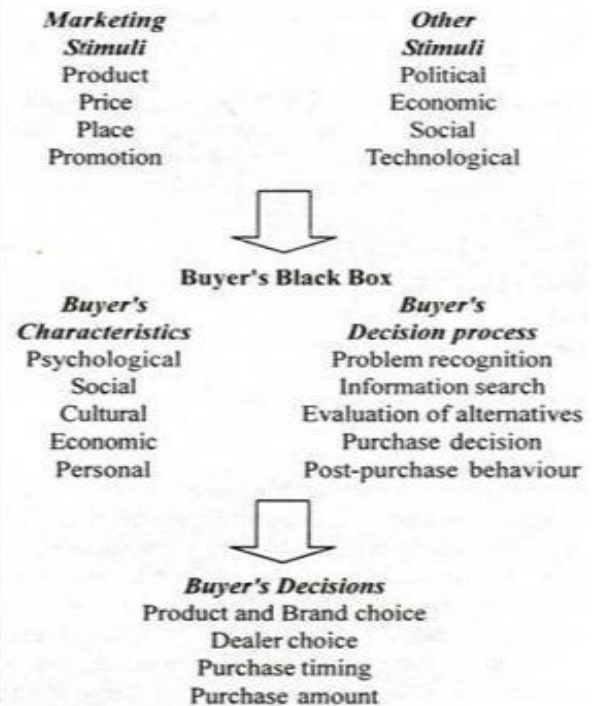 Marketing
Stimuli
Product
Price
Place
Promotion
Other
Stimuli
Political
Economic
Social
Technological
Buyer's Black Box
Buyer's
Characteristics
Psychological
Social
Cultural
Economic
Personal
Buyer's
Decision process
Problem recognition
Information search
Evaluation of alternatives
Purchase decision
Post-purchase behaviour
Buyer's Decisions
Product and Brand choice
Dealer choice
Purchase timing
Purchase amount